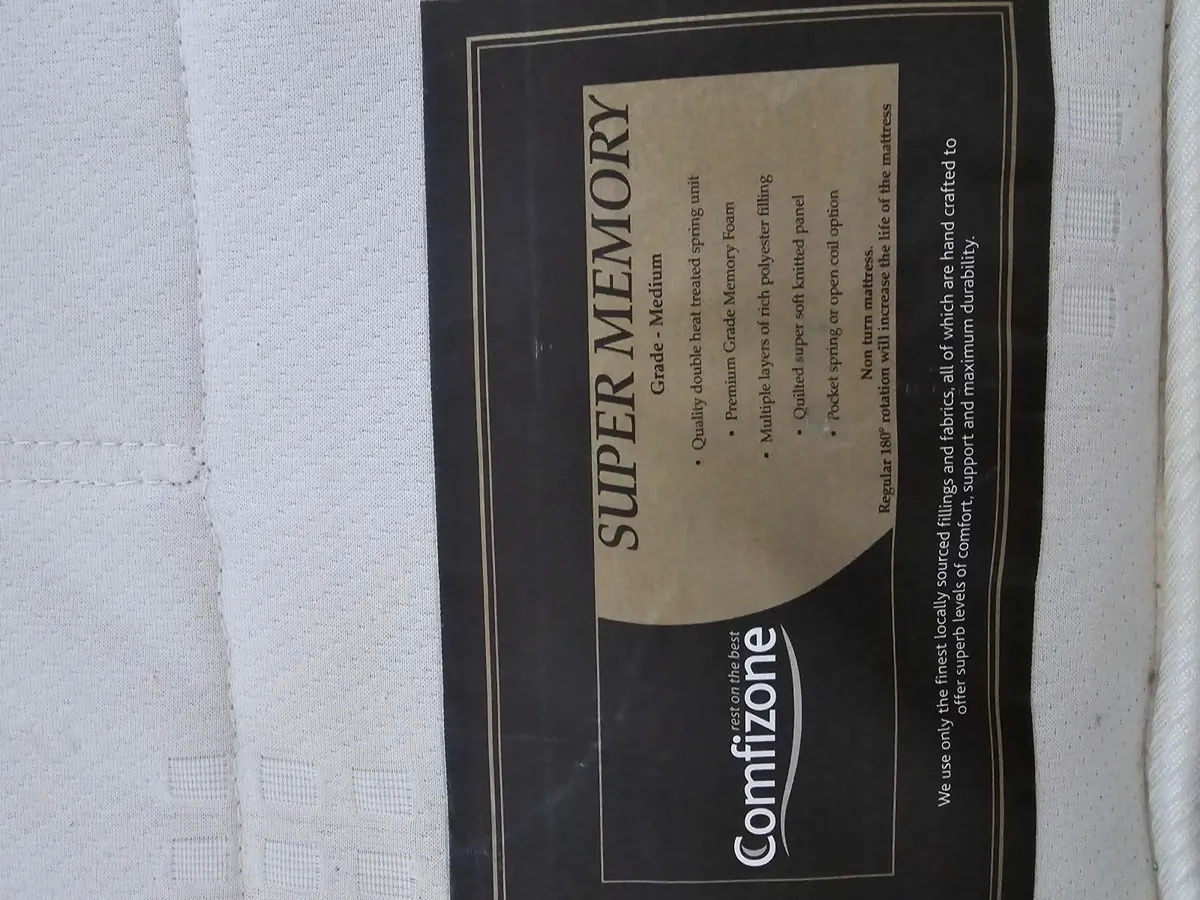 rest on the best
Comfizone
SUPER MEMORY
Grade - Medium
• Quality double heat treated spring unit
• Premium Grade Memory Foam
• Multiple layers of rich polyester filling
• Quilted super soft knitted panel
• Pocket spring or open coil option
Non turn mattress.
Regular 180° rotation will increase the life of the mattress
We use only the finest locally sourced fillings and fabrics, all of which are hand crafted to
offer superb levels of comfort, support and maximum durability.